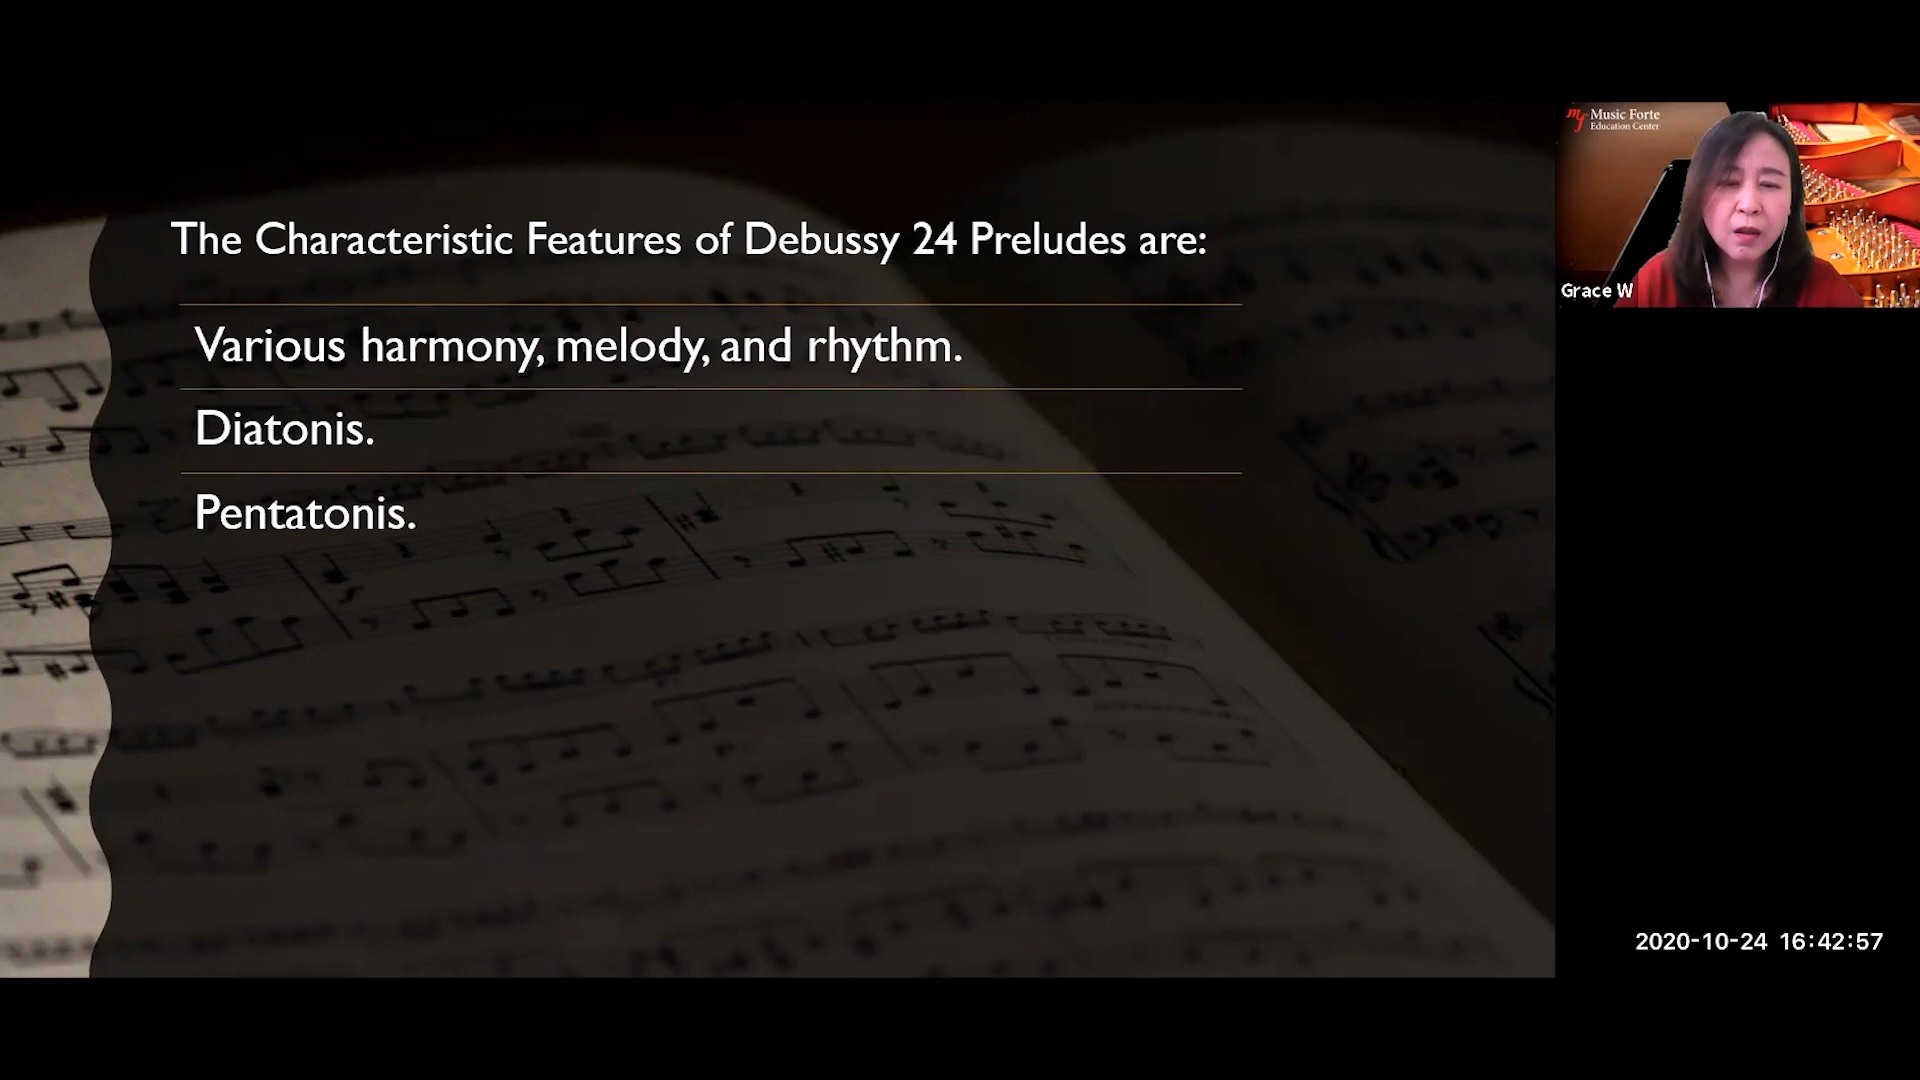 The Characteristic Features of Debussy 24 Preludes are:
Various harmony, melody, and rhythm.
Diatonis.
Pentatonis.
mf Music Forte
Education Center
Grace W
2020-10-24 16:42:57